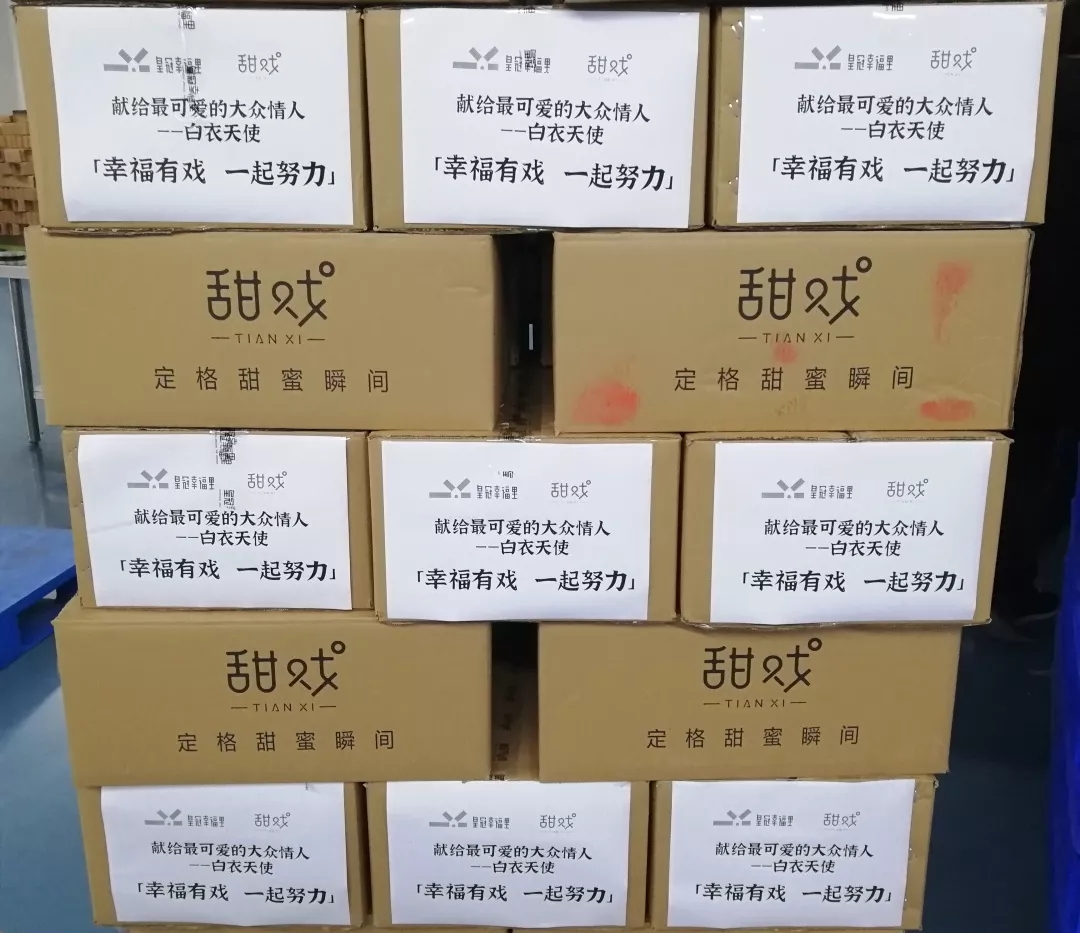 皇冠幸福里 甜戏
献给最可爱的大众情人
——白衣天使
「幸福有戏 一起努力」
皇冠幸福里 甜戏
献给最可爱的大众情人
——白衣天使
「幸福有戏 一起努力」
皇冠幸福里 甜戏
献给最可爱的大众情人
——白衣天使
「幸福有戏 一起努力」
甜戏
TIAN XI
定格甜蜜瞬间
甜戏
TIAN XI
定格甜蜜瞬间
皇冠幸福里 甜戏
献给最可爱的大众情人
——白衣天使
「幸福有戏 一起努力」
皇冠幸福里 甜戏
献给最可爱的大众情人
——白衣天使
「幸福有戏 一起努力」
皇冠幸福里 甜戏
献给最可爱的大众情人
——白衣天使
「幸福有戏 一起努力」
甜戏
TIAN XI
定格甜蜜瞬间
甜戏
TIAN XI
定格甜蜜瞬间
皇冠幸福里 甜戏
献给最可爱的大众情人
——白衣天使
「幸福有戏 一起努力」
皇冠幸福里 甜戏
献给最可爱的大众情人
——白衣天使
「幸福有戏 一起努力」
皇冠幸福里 甜戏
献给最可爱的大众情人
——白衣天使
「幸福有戏 一起努力」